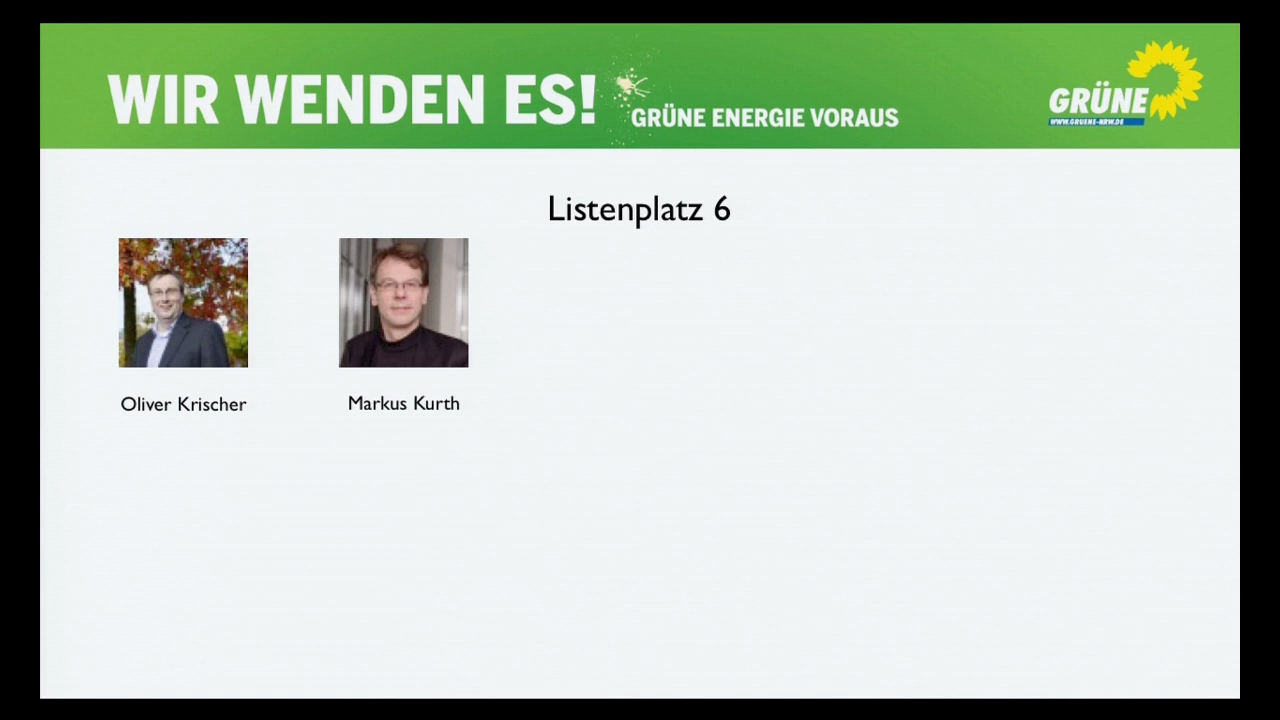 WIR WENDEN ES!
GRÜNE ENERGIE VORAUS
GRÜNE
WWW.GRUENE-NRW.DE
Listenplatz 6
Oliver Krischer
Markus Kurth